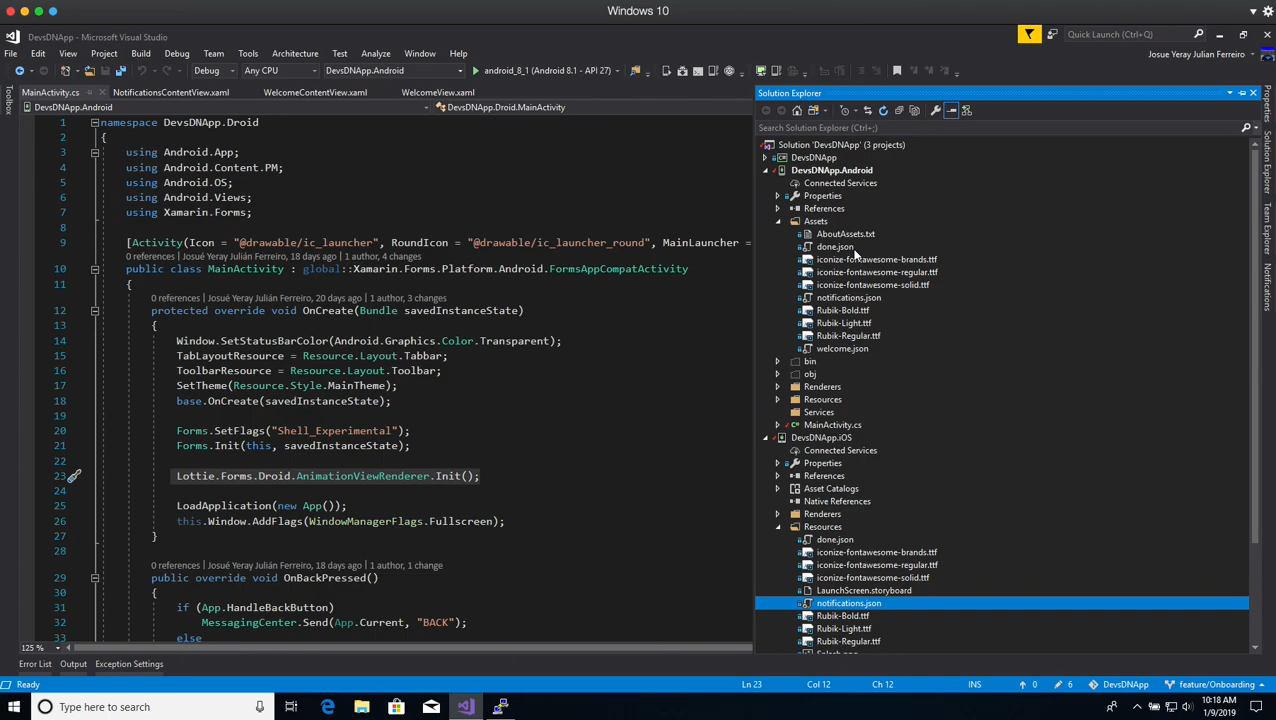 Windows 10
DevsDNApp - Microsoft Visual Studio
Quick Launch (Ctrl+;)
File Edit View Project Build Debug Team Tools Architecture Test Analyze Window Help
Josue Yeray Julian Ferreiro
Debug Any CPU DevsDNApp.Android android_8_1 (Android 8.1 - API 27)
MainActivity.cs NotificationsContentView.xaml WelcomeContentView.xaml WelcomeView.xaml
DevsDNApp.Android DevsDNApp.Droid.MainActivity
Toolbox
1 namespace DevsDNApp.Droid
2 {
3 using Android.App;
4 using Android.Content.PM;
5 using Android.OS;
6 using Android.Views;
7 using Xamarin.Forms;
8
9 [Activity(Icon = "@drawable/ic_launcher", RoundIcon = "@drawable/ic_launcher_round", MainLauncher =
0 references | Josué Yeray Julián Ferreiro, 18 days ago | 1 author, 4 changes
10 public class MainActivity : global::Xamarin.Forms.Platform.Android.FormsAppCompatActivity
11 {
0 references | Josué Yeray Julián Ferreiro, 20 days ago | 1 author, 3 changes
12 protected override void OnCreate(Bundle savedInstanceState)
13 {
14 Window.SetStatusBarColor(Android.Graphics.Color.Transparent);
15 TabLayoutResource = Resource.Layout.Tabbar;
16 ToolbarResource = Resource.Layout.Toolbar;
17 SetTheme(Resource.Style.MainTheme);
18 base.OnCreate(savedInstanceState);
19
20 Forms.SetFlags("Shell_Experimental");
21 Forms.Init(this, savedInstanceState);
22
23 Lottie.Forms.Droid.AnimationViewRenderer.Init();
24
25 LoadApplication(new App());
26 this.Window.AddFlags(WindowManagerFlags.Fullscreen);
27 }
28
0 references | Josué Yeray Julián Ferreiro, 18 days ago | 1 author, 1 change
29 public override void OnBackPressed()
30 {
31 if (App.HandleBackButton)
32 MessagingCenter.Send(App.Current, "BACK");
33 else
125 %
Solution Explorer
Search Solution Explorer (Ctrl+;)
Solution 'DevsDNApp' (3 projects)
DevsDNApp
DevsDNApp.Android
Connected Services
Properties
References
Assets
AboutAssets.txt
done.json
iconize-fontawesome-brands.ttf
iconize-fontawesome-regular.ttf
iconize-fontawesome-solid.ttf
notifications.json
Rubik-Bold.ttf
Rubik-Light.ttf
Rubik-Regular.ttf
welcome.json
bin
obj
Renderers
Resources
Services
MainActivity.cs
DevsDNApp.iOS
Connected Services
Properties
References
Asset Catalogs
Native References
Renderers
Resources
done.json
iconize-fontawesome-brands.ttf
iconize-fontawesome-regular.ttf
iconize-fontawesome-solid.ttf
LaunchScreen.storyboard
notifications.json
Rubik-Bold.ttf
Rubik-Light.ttf
Rubik-Regular.ttf
Properties
Solution Explorer
Team Explorer
Notifications
Error List Output Exception Settings
Ready Ln 23 Col 12 Ch 12 INS 0 6 DevsDNApp feature/Onboarding
Type here to search
10:18 AM
1/9/2019